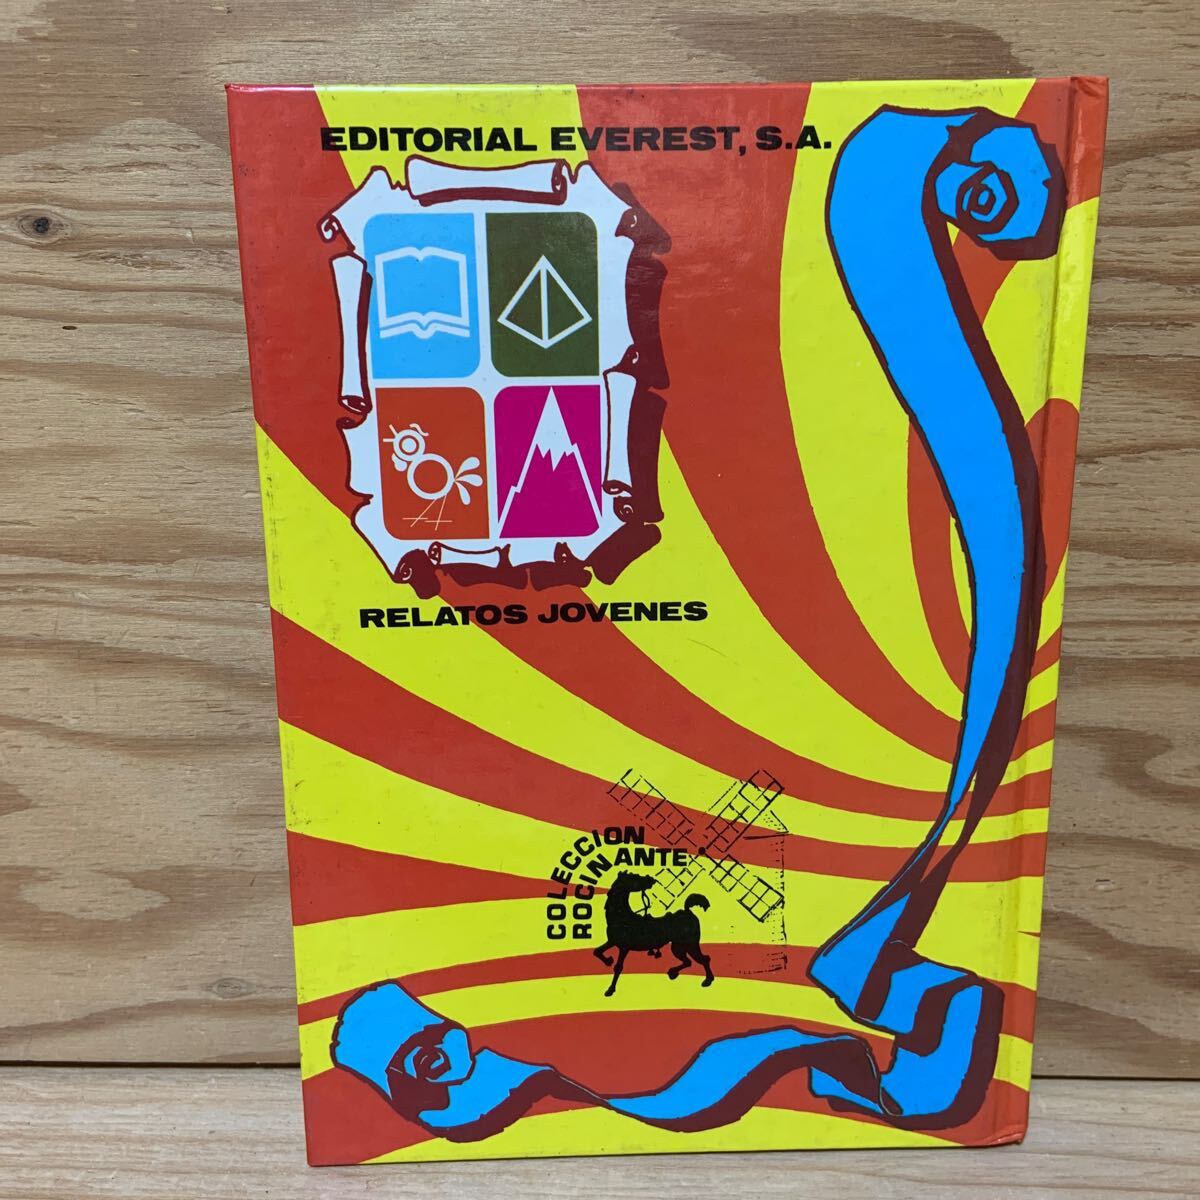 EDITORIAL EVEREST, S.A.
RELATOS JOVENES
COLECCION
ROCINANTE